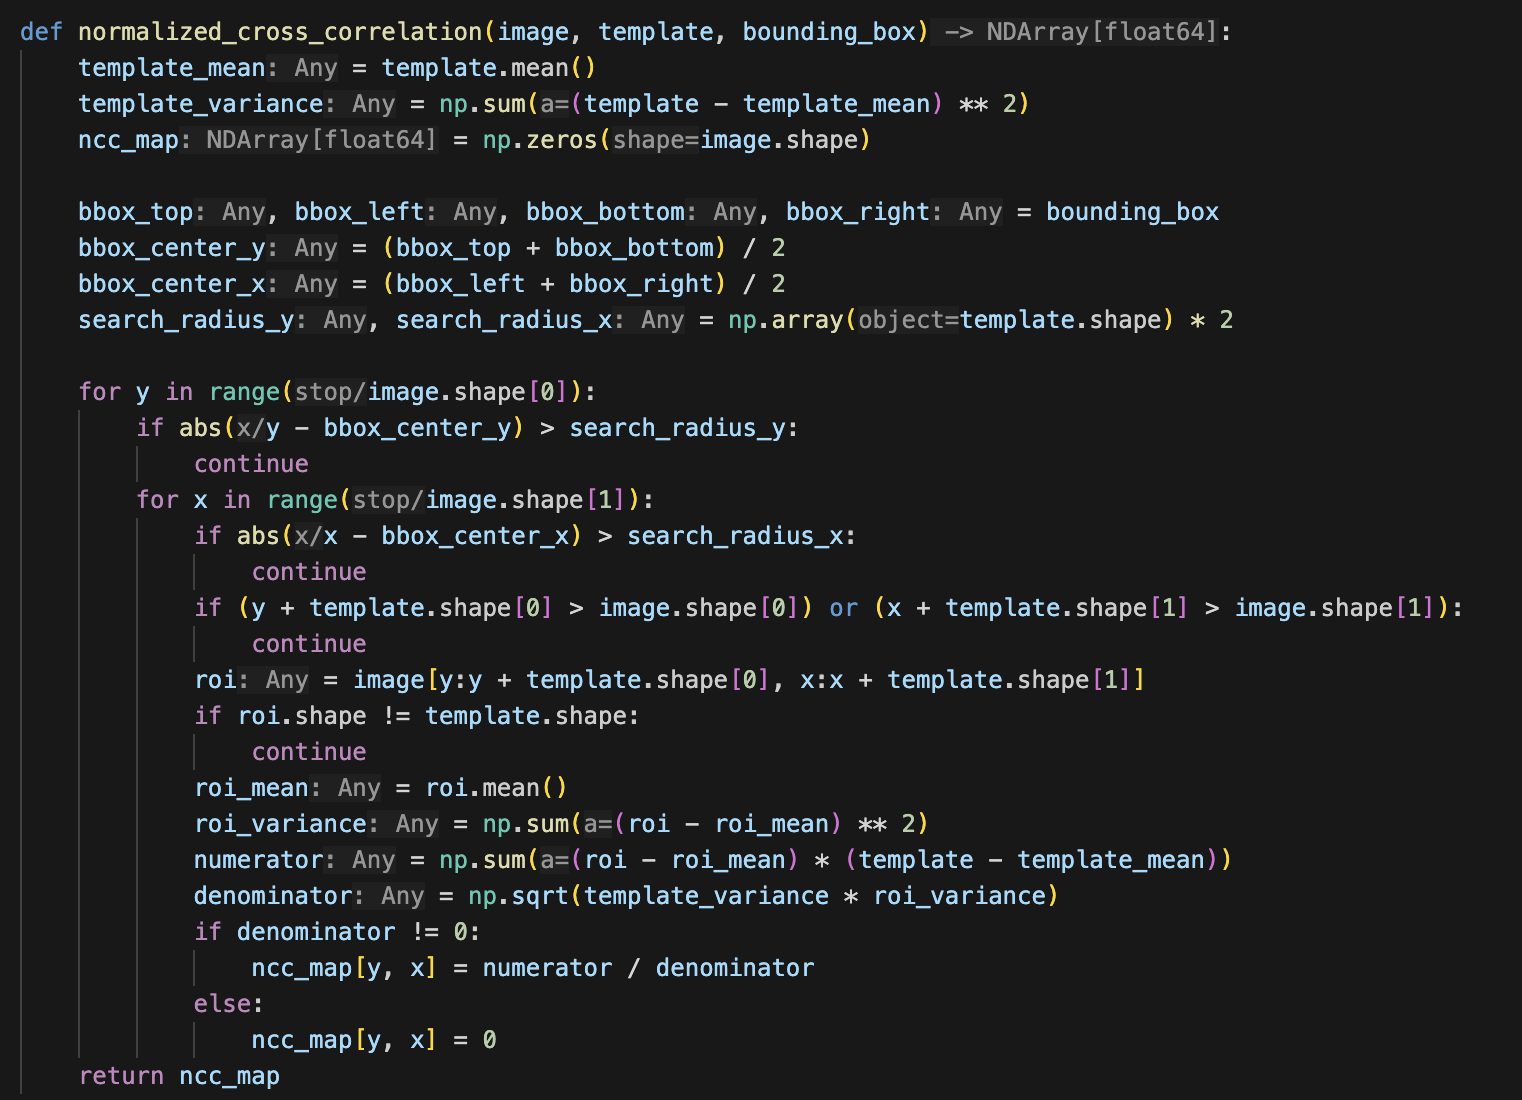 def normalized_cross_correlation(image, template, bounding_box) -> NDArray[float64]:
    template_mean: Any = template.mean()
    template_variance: Any = np.sum(a=(template - template_mean) ** 2)
    ncc_map: NDArray[float64] = np.zeros(shape=image.shape)

    bbox_top: Any, bbox_left: Any, bbox_bottom: Any, bbox_right: Any = bounding_box
    bbox_center_y: Any = (bbox_top + bbox_bottom) / 2
    bbox_center_x: Any = (bbox_left + bbox_right) / 2
    search_radius_y: Any, search_radius_x: Any = np.array(object=template.shape) * 2

    for y in range(stop/image.shape[0]):
        if abs(x/y - bbox_center_y) > search_radius_y:
            continue
        for x in range(stop/image.shape[1]):
            if abs(x/x - bbox_center_x) > search_radius_x:
                continue
            if (y + template.shape[0] > image.shape[0]) or (x + template.shape[1] > image.shape[1]):
                continue
            roi: Any = image[y:y + template.shape[0], x:x + template.shape[1]]
            if roi.shape != template.shape:
                continue
            roi_mean: Any = roi.mean()
            roi_variance: Any = np.sum(a=(roi - roi_mean) ** 2)
            numerator: Any = np.sum(a=(roi - roi_mean) * (template - template_mean))
            denominator: Any = np.sqrt(template_variance * roi_variance)
            if denominator != 0:
                ncc_map[y, x] = numerator / denominator
            else:
                ncc_map[y, x] = 0
    return ncc_map